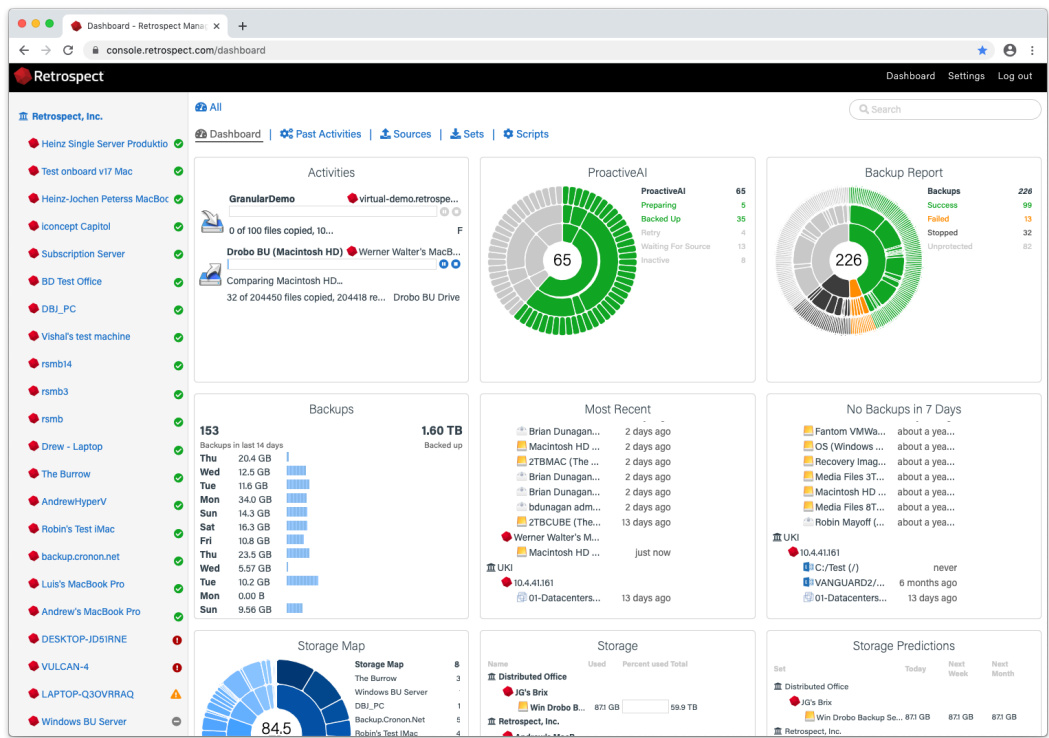 Dashboard - Retrospect Manag
console.retrospect.com/dashboard
Retrospect
Dashboard Settings Log out
Retrospect, Inc.
Heinz Single Server Produktio
Test onboard v17 Mac
Heinz-Jochen Peterss MacBoc
iconcept Capitol
Subscription Server
BD Test Office
DBJ_PC
Vishal's test machine
rsmb14
rsmb3
rsmb
Drew - Laptop
The Burrow
AndrewHyperV
Robin's Test iMac
backup.cronon.net
Luis's MacBook Pro
Andrew's MacBook Pro
DESKTOP-JD51RNE
VULCAN-4
LAPTOP-Q3OVRRAQ
Windows BU Server
All
Search
Dashboard | Past Activities | Sources | Sets | Scripts
Activities
GranularDemo virtual-demo.retrospe...
0 of 100 files copied, 10... F
Drobo BU (Macintosh HD) Werner Walter's MacB...
Comparing Macintosh HD...
32 of 204450 files copied, 204418 re... Drobo BU Drive
ProactiveAI
65
ProactiveAI 65
Preparing 5
Backed Up 35
Retry 4
Waiting For Source 13
Inactive 8
Backup Report
226
Backups 226
Success 99
Failed 13
Stopped 32
Unprotected 82
Backups
153 1.60 TB
Backups in last 14 days Backed up
Thu 20.4 GB
Wed 12.5 GB
Tue 11.6 GB
Mon 34.0 GB
Sun 14.3 GB
Sat 16.3 GB
Fri 10.8 GB
Thu 23.5 GB
Wed 5.57 GB
Tue 10.2 GB
Mon 0.00 B
Sun 9.56 GB
Most Recent
Brian Dunagan... 2 days ago
Macintosh HD ... 2 days ago
2TBMAC (The ... 2 days ago
Brian Dunagan... 2 days ago
Brian Dunagan... 2 days ago
bdunagan adm... 2 days ago
2TBCUBE (The... 13 days ago
Werner Walter's M...
Macintosh HD ... just now
UKI
10.4.41.161
01-Datacenters... 13 days ago
No Backups in 7 Days
Fantom VMWa... about a yea...
OS (Windows ... about a yea...
Recovery Imag... about a yea...
Media Files 3T... about a yea...
Macintosh HD ... about a yea...
Media Files 8T... about a yea...
Robin Mayoff (... about a yea...
UKI
10.4.41.161
C:/Test (/) never
VANGUARD2/... 6 months ago
01-Datacenters... 13 days ago
Storage Map
84.5
Storage Map 8
The Burrow 3
Windows BU Server
DBJ_PC 1
Backup.Cronon.Net 5
Robin's Test IMac 4
Storage
Name Used Percent used Total
Distributed Office
JG's Brix
Win Drobo B... 871 GB 59.9 TB
Retrospect, Inc.
Andrew's MacB
Storage Predictions
Set Today Next Week Next Month
Distributed Office
JG's Brix
Win Drobo Backup Se... 871 GB 871 GB 871 GB
Retrospect, Inc.